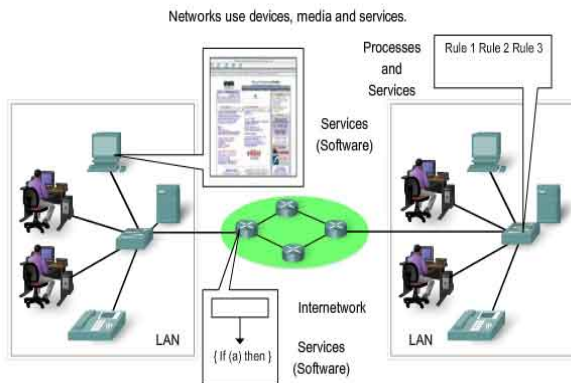 Networks use devices, media and services.
Processes
and
Services
Rule 1 Rule 2 Rule 3
Services
(Software)
Internetwork
{ If (a) then }
Services
(Software)
LAN
LAN